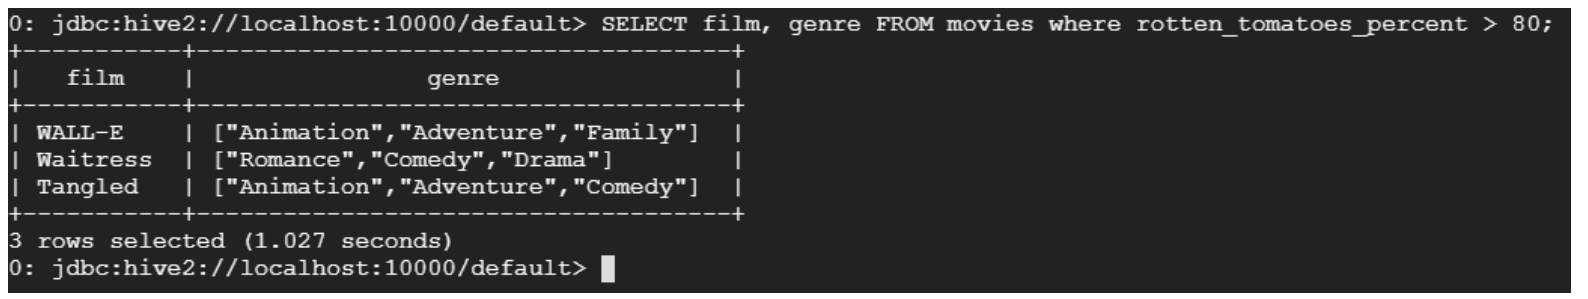 0: jdbc:hive2://localhost:10000/default> SELECT film, genre FROM movies where rotten_tomatoes_percent > 80;
+-----------+------------------------------------+
|   film    |                genre                |
+-----------+------------------------------------+
| WALL-E    | ["Animation","Adventure","Family"]  |
| Waitress  | ["Romance","Comedy","Drama"]        |
| Tangled   | ["Animation","Adventure","Comedy"]  |
+-----------+------------------------------------+
3 rows selected (1.027 seconds)
0: jdbc:hive2://localhost:10000/default>